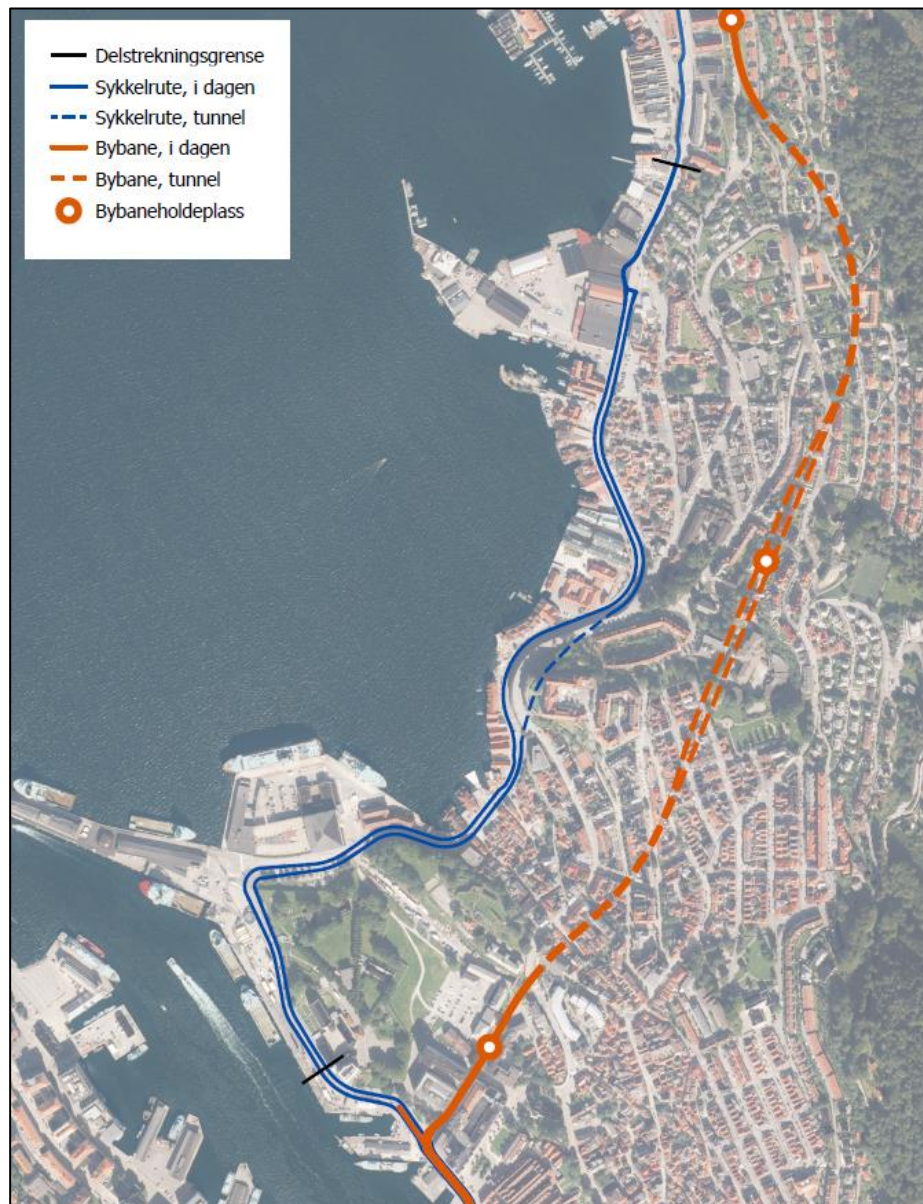 Delstrekningsgrense
Sykkelrute, i dagen
Sykkelrute, tunnel
Bybane, i dagen
Bybane, tunnel
Bybaneholdeplass